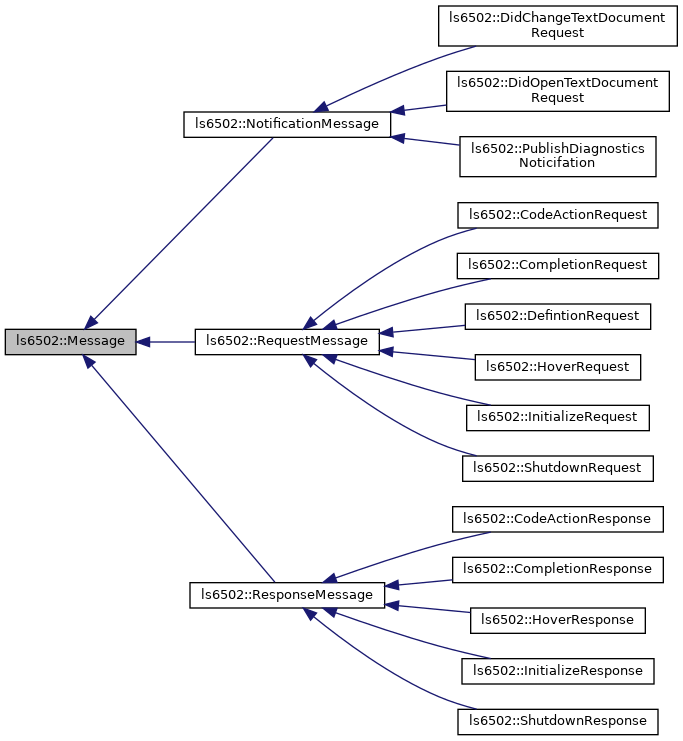 ls6502::DidChangeTextDocument
Request
ls6502::DidOpenTextDocument
Request
ls6502::NotificationMessage
ls6502::PublishDiagnostics
Noticifation
ls6502::CodeActionRequest
ls6502::CompletionRequest
ls6502::DefintionRequest
ls6502::Message
ls6502::RequestMessage
ls6502::HoverRequest
ls6502::InitializeRequest
ls6502::ShutdownRequest
ls6502::CodeActionResponse
ls6502::CompletionResponse
ls6502::ResponseMessage
ls6502::HoverResponse
ls6502::InitializeResponse
ls6502::ShutdownResponse